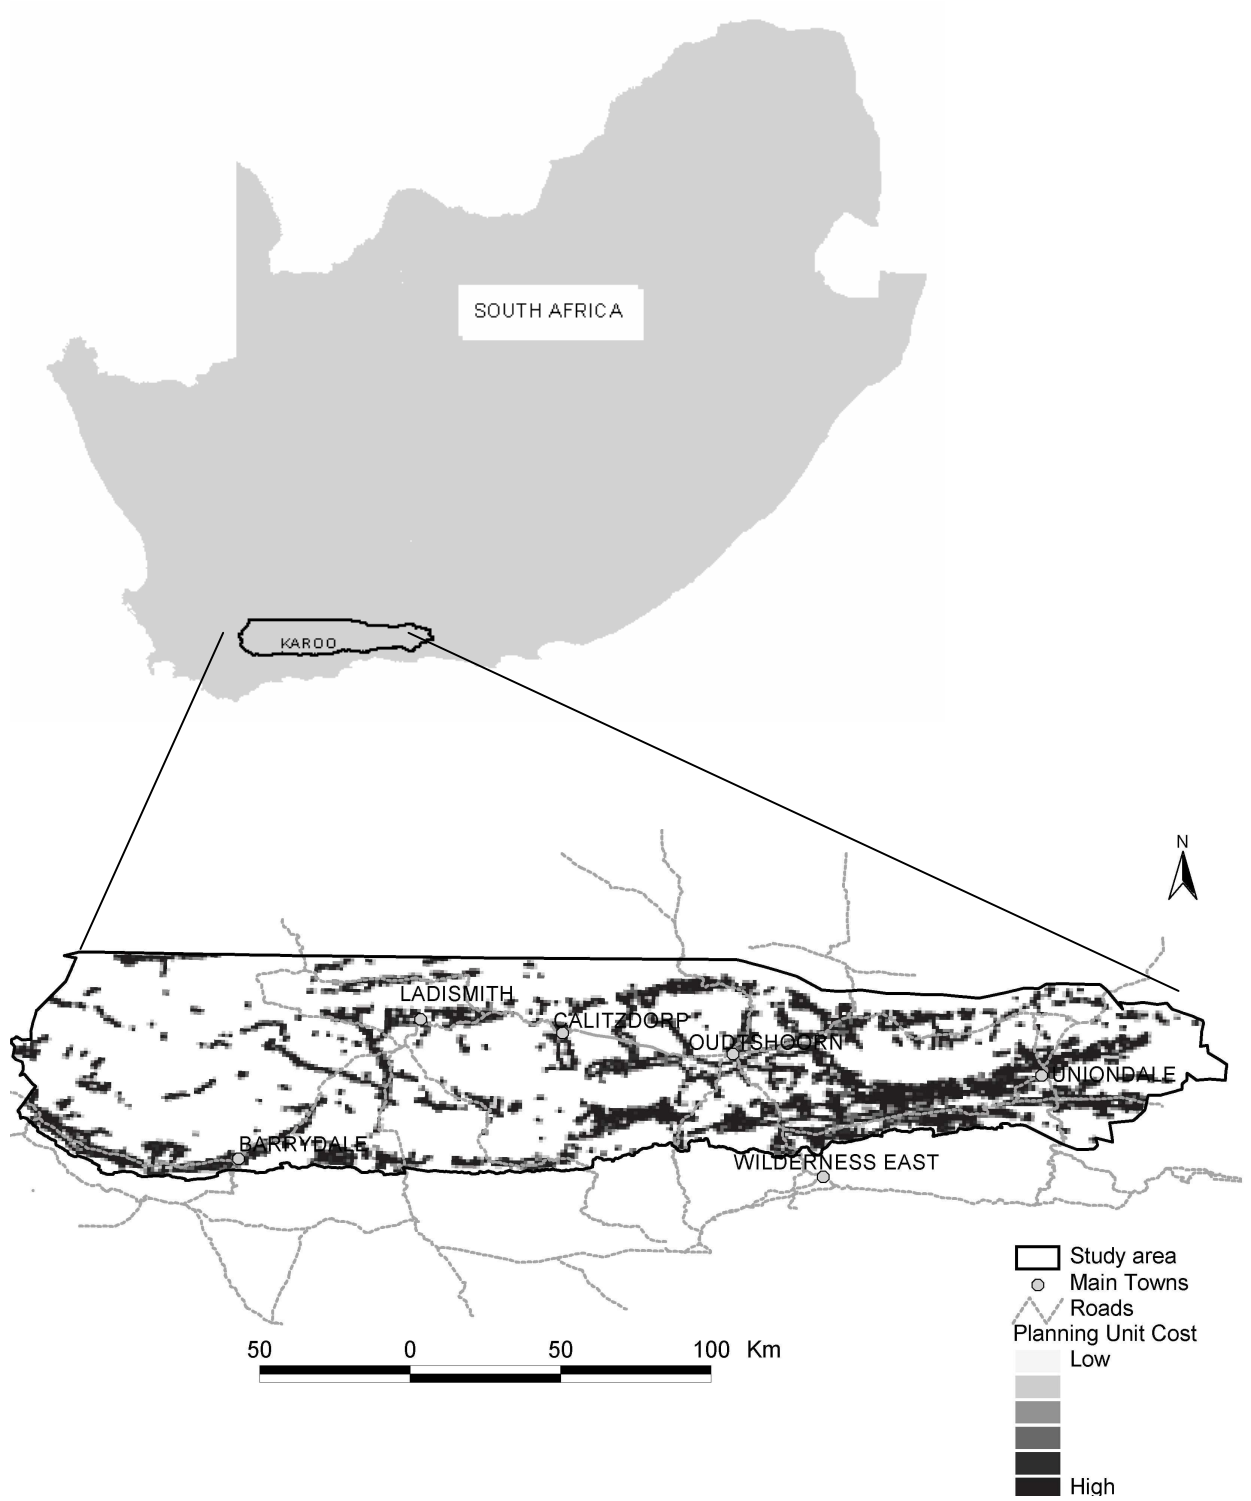 SOUTH AFRICA
KAROO
N
LADISMITH
CALITZDORP
OUDTSHOORN
UNIONDALE
BARRYDALE
WILDERNESS EAST
Study area
Main Towns
Roads
Planning Unit Cost
Low
High
50 0 50 100 Km